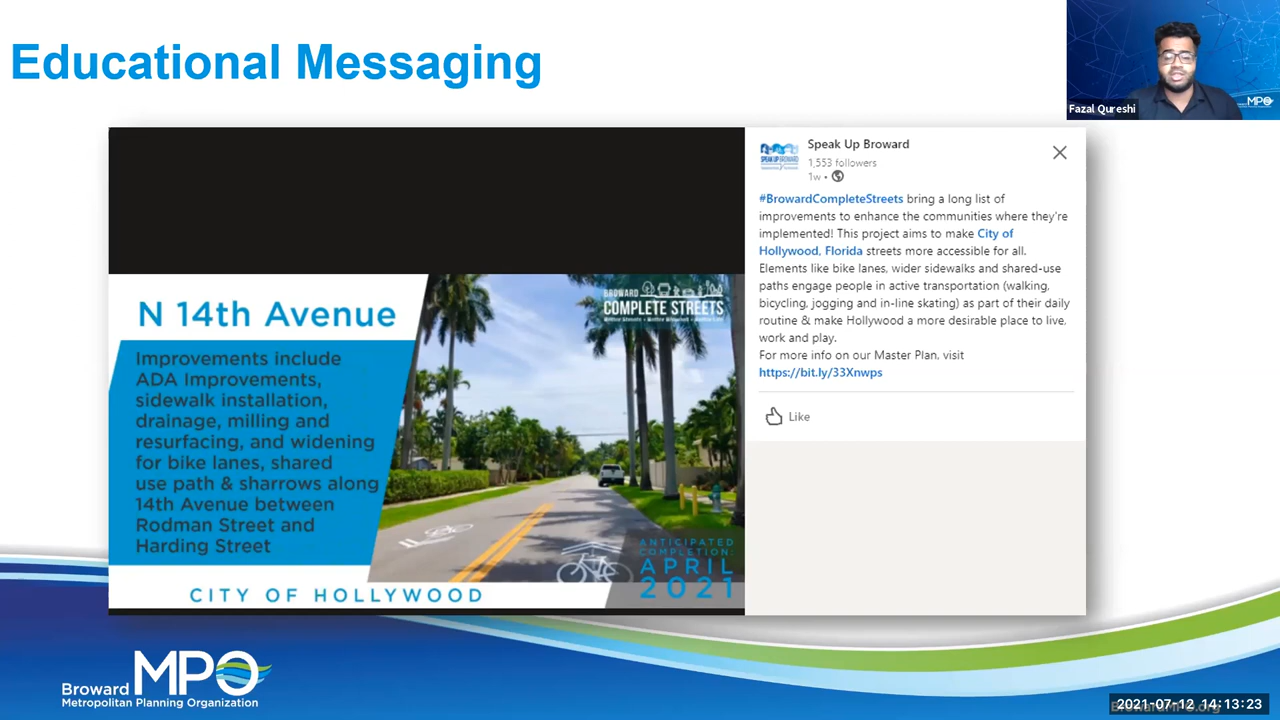 Educational Messaging
MPO
Fazal Qureshi
Speak Up Broward
1,553 followers
1w •
#BrowardCompleteStreets bring a long list of
improvements to enhance the communities where they're
implemented! This project aims to make City of
Hollywood, Florida streets more accessible for all.
Elements like bike lanes, wider sidewalks and shared-use
paths engage people in active transportation (walking,
bicycling, jogging and in-line skating) as part of their daily
routine & make Hollywood a more desirable place to live,
work and play.
For more info on our Master Plan, visit
https://bit.ly/33Xnwps
Like
SPEAK UP BROWARD
N 14th Avenue
Improvements include
ADA Improvements,
sidewalk installation,
drainage, milling and
resurfacing, and widening
for bike lanes, shared
use path & sharrows along
14th Avenue between
Rodman Street and
Harding Street
BROWARD
COMPLETE STREETS
ANTICIPATED
COMPLETION:
APRIL
2021
CITY OF HOLLYWOOD
Broward MPO
Metropolitan Planning Organization
BrowardMPO.org
2021-07-12 14:13:23